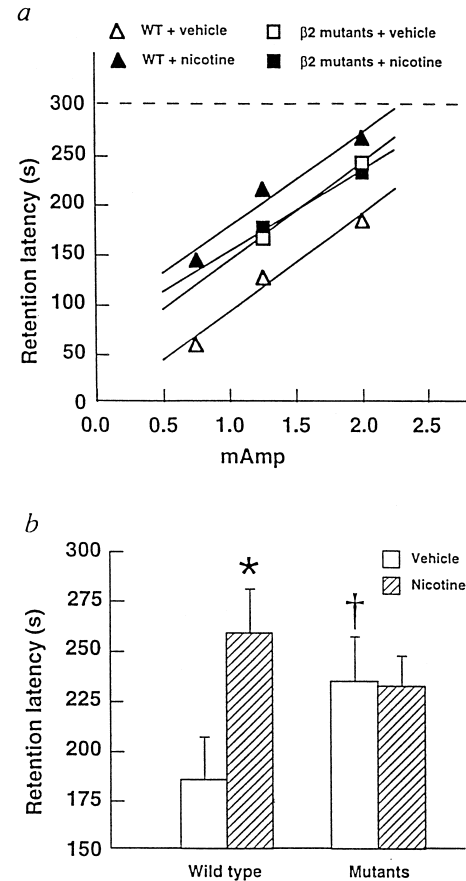 a
WT + vehicle
β2 mutants + vehicle
WT + nicotine
β2 mutants + nicotine
Retention latency (s)
300
250
200
150
100
50
0
0.0 0.5 1.0 1.5 2.0 2.5
mAmp
b
Vehicle
Nicotine
Retention latency (s)
300
275
250
225
200
175
150
*
†
Wild type
Mutants